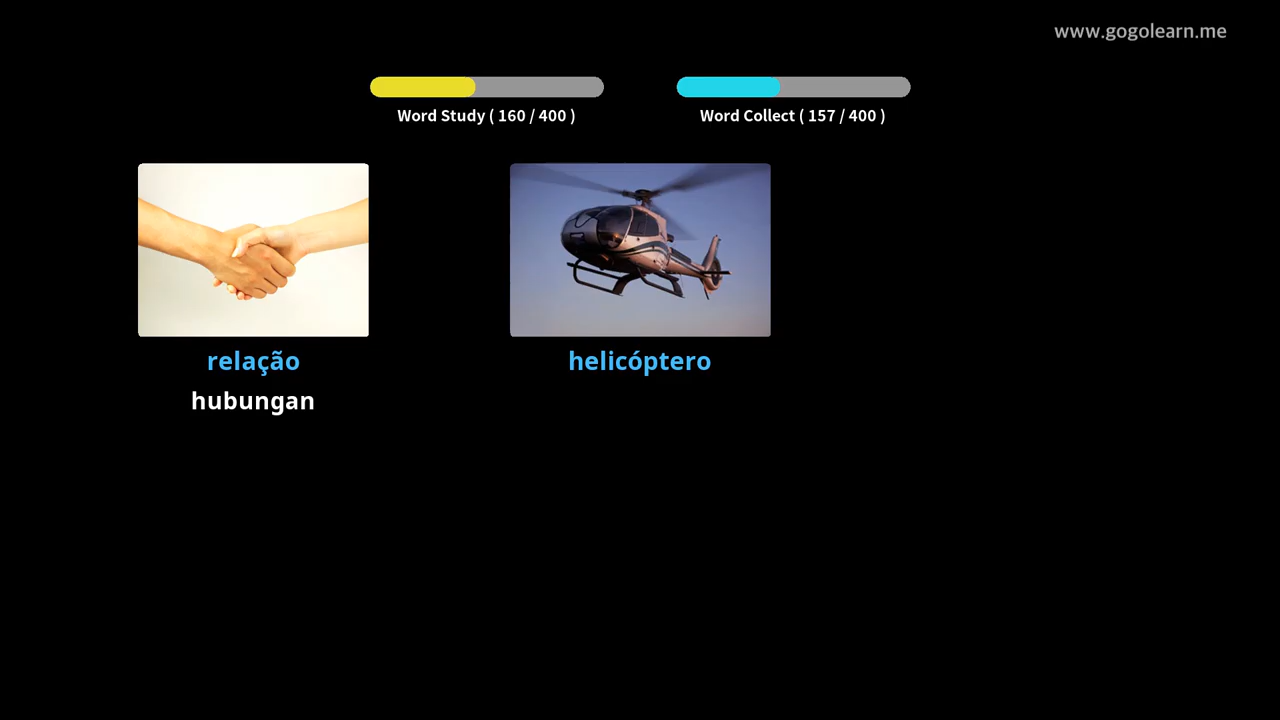 www.gogolearn.me
Word Study ( 160 / 400 )
Word Collect ( 157 / 400 )
relação
hubungan
helicóptero